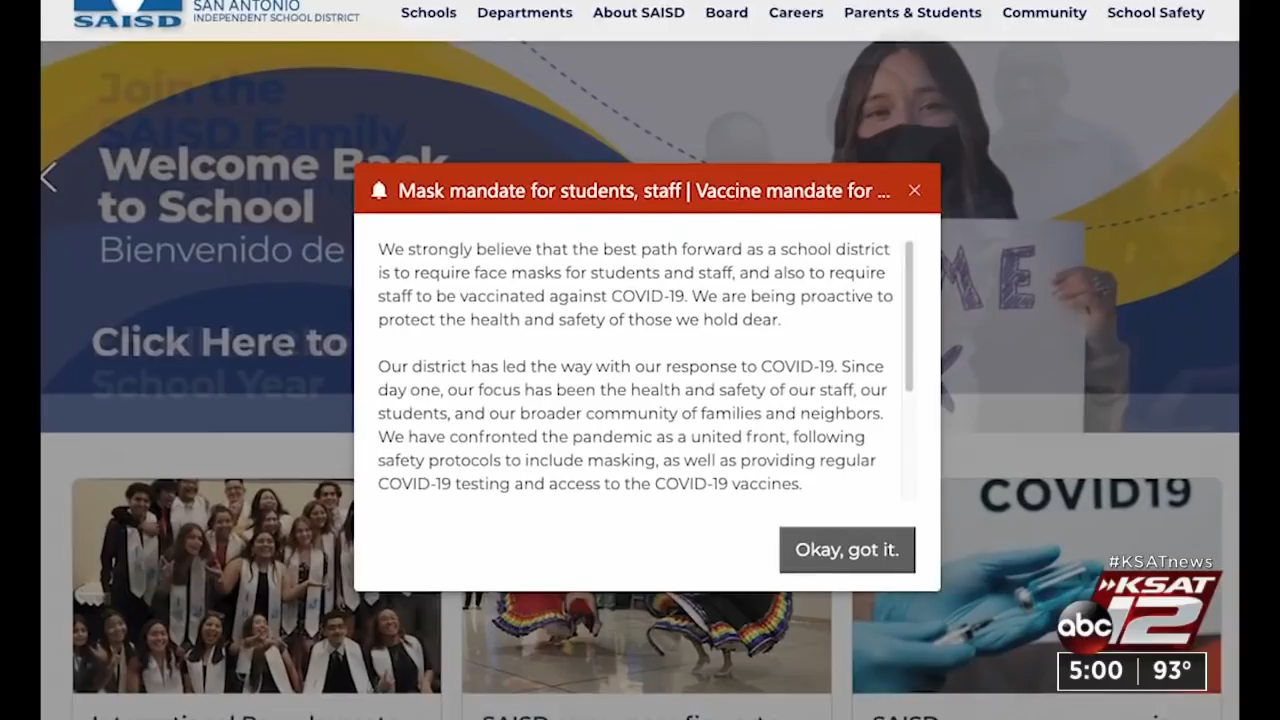 SAISD
SAN ANTONIO
INDEPENDENT SCHOOL DISTRICT
Schools Departments About SAISD Board Careers Parents & Students Community School Safety
Join the
SAISD Family
Welcome Back
to School
Bienvenido de
Click Here to
School Year
ME
Mask mandate for students, staff | Vaccine mandate for ...
We strongly believe that the best path forward as a school district
is to require face masks for students and staff, and also to require
staff to be vaccinated against COVID-19. We are being proactive to
protect the health and safety of those we hold dear.
Our district has led the way with our response to COVID-19. Since
day one, our focus has been the health and safety of our staff, our
students, and our broader community of families and neighbors.
We have confronted the pandemic as a united front, following
safety protocols to include masking, as well as providing regular
COVID-19 testing and access to the COVID-19 vaccines.
Okay, got it.
COVID19
#KSATnews
KSAT
abc 12
5:00 93°